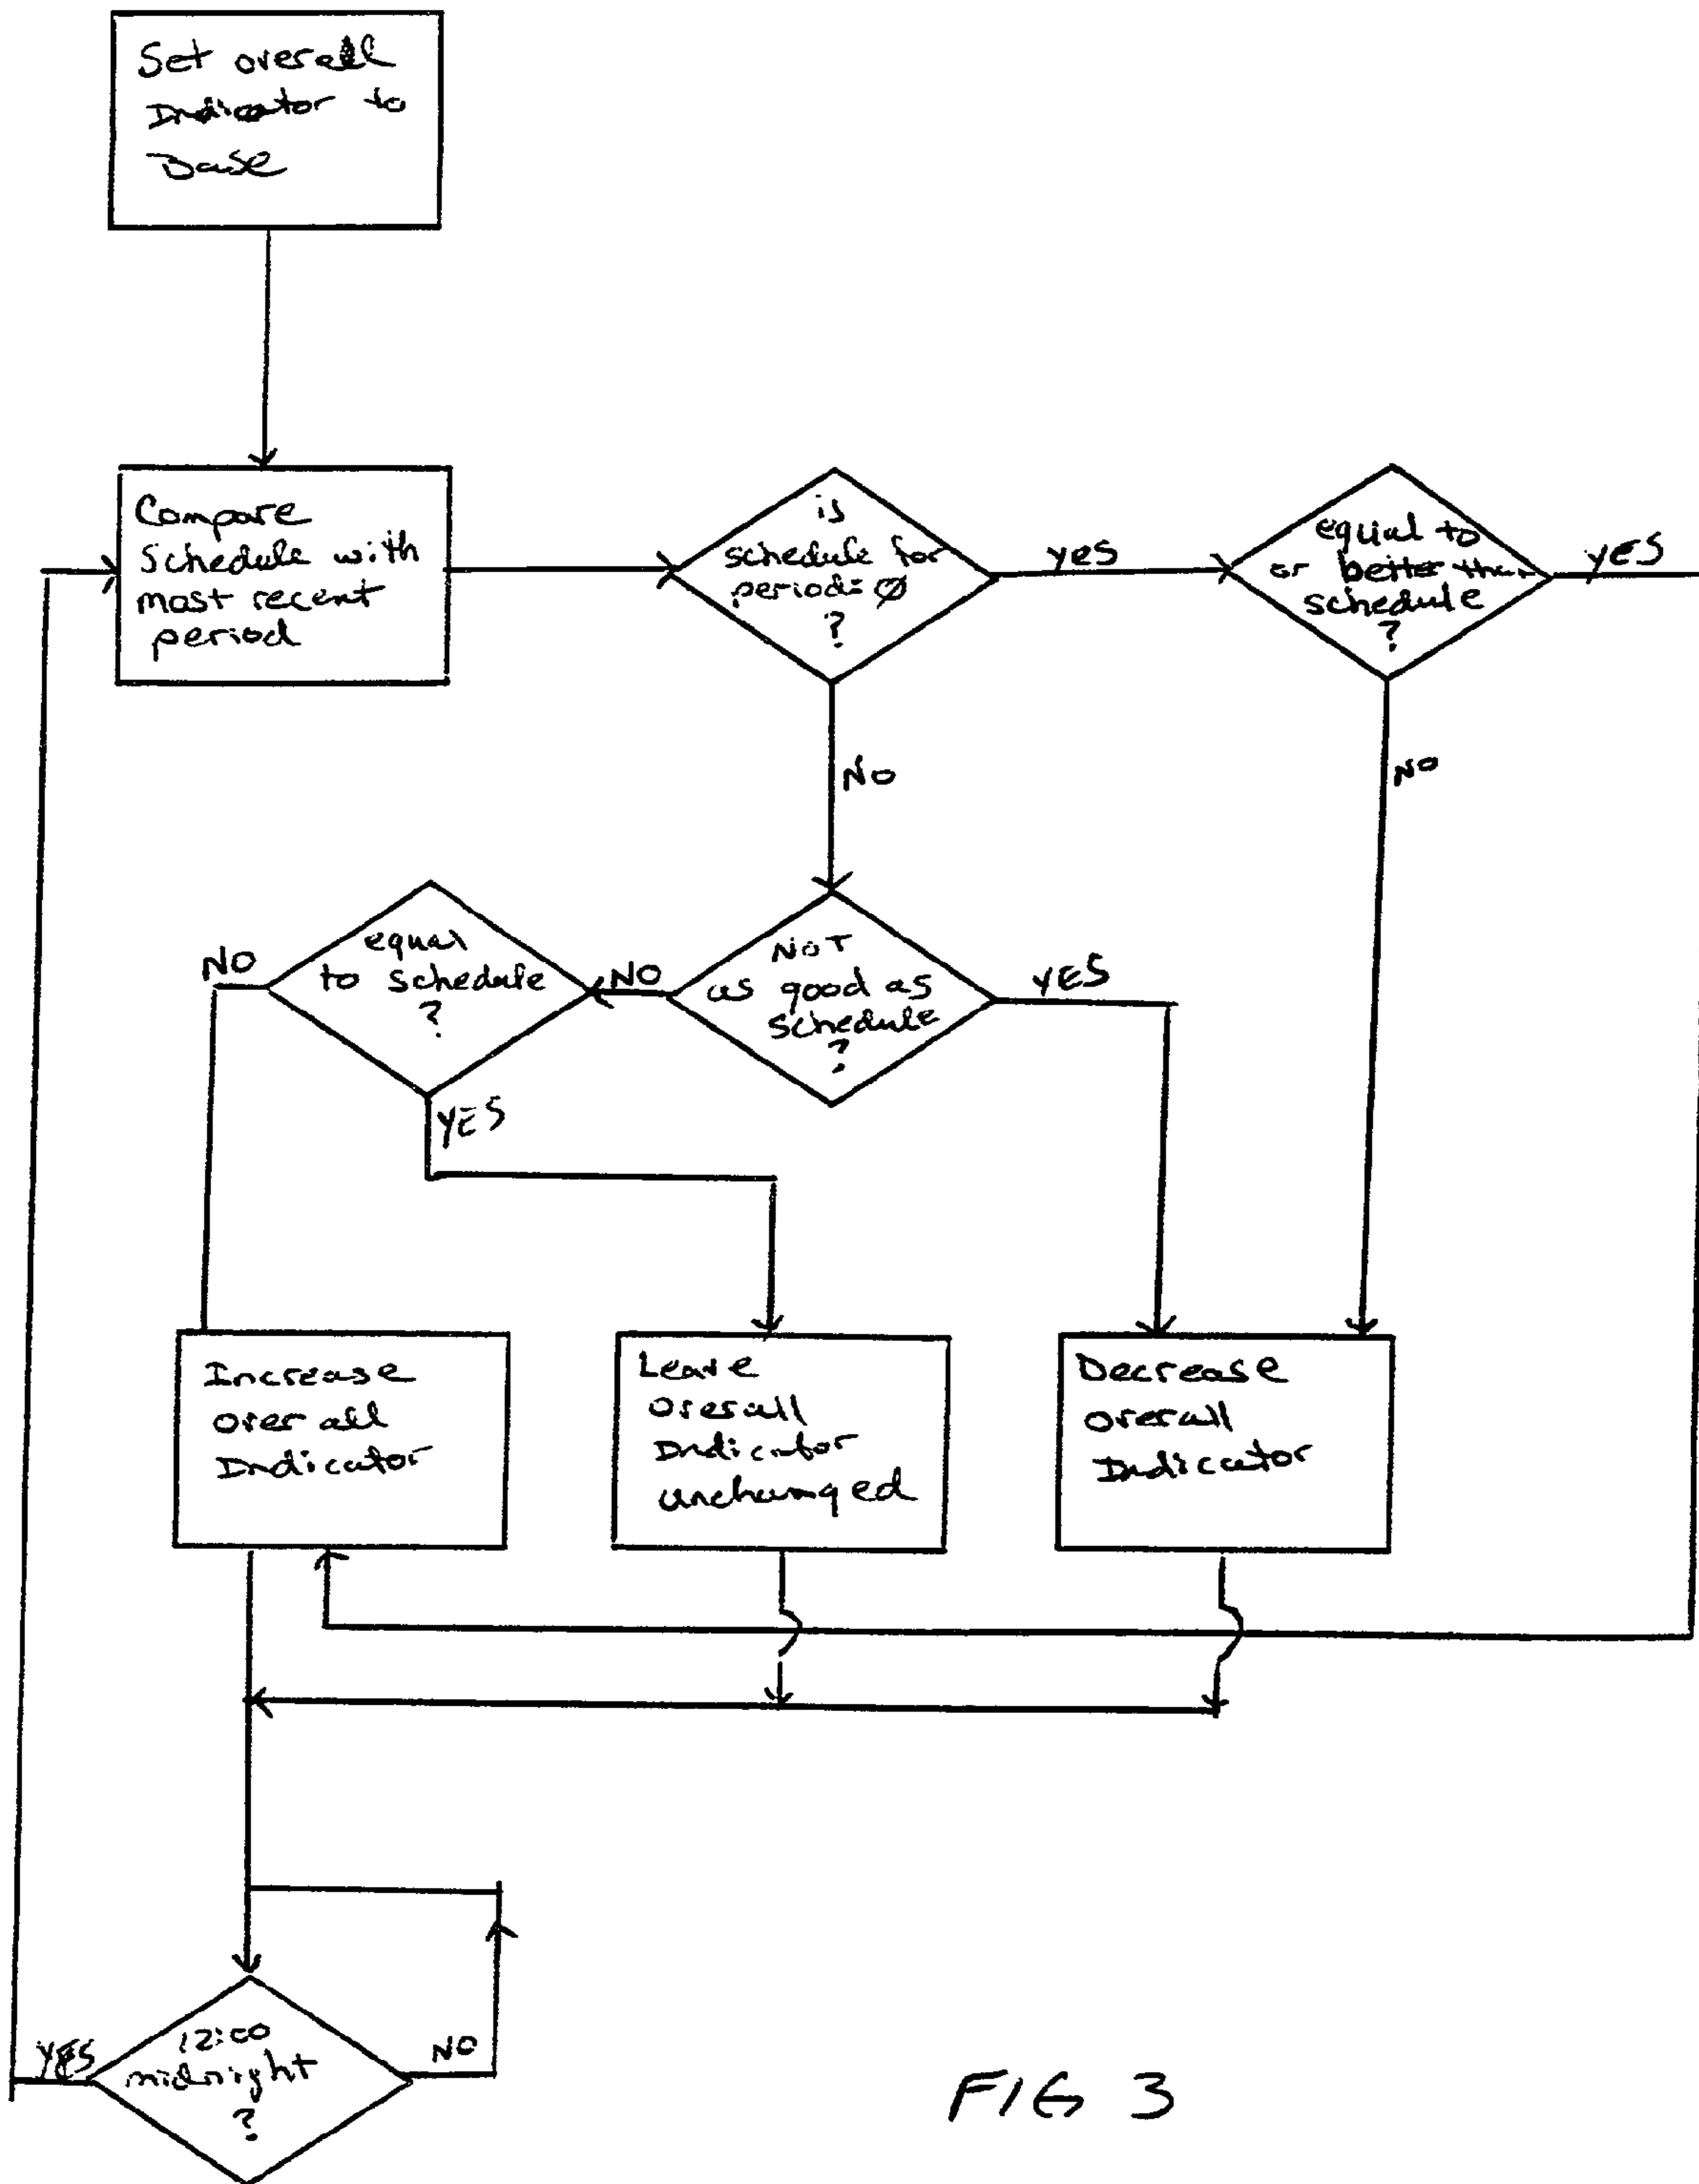 Set overall
Indicator to
Base
Compare
Schedule with
most recent
period
is
schedule for
period=Ø
?
YES
equal to
or better than
schedule
?
YES
NO
NO
equal
to schedule
?
NO
NO
NOT
as good as
schedule
?
YES
YES
Increase
overall
Indicator
Leave
Overall
Indicator
unchanged
Decrease
Overall
Indicator
YES
12:00
midnight
?
NO
FIG 3